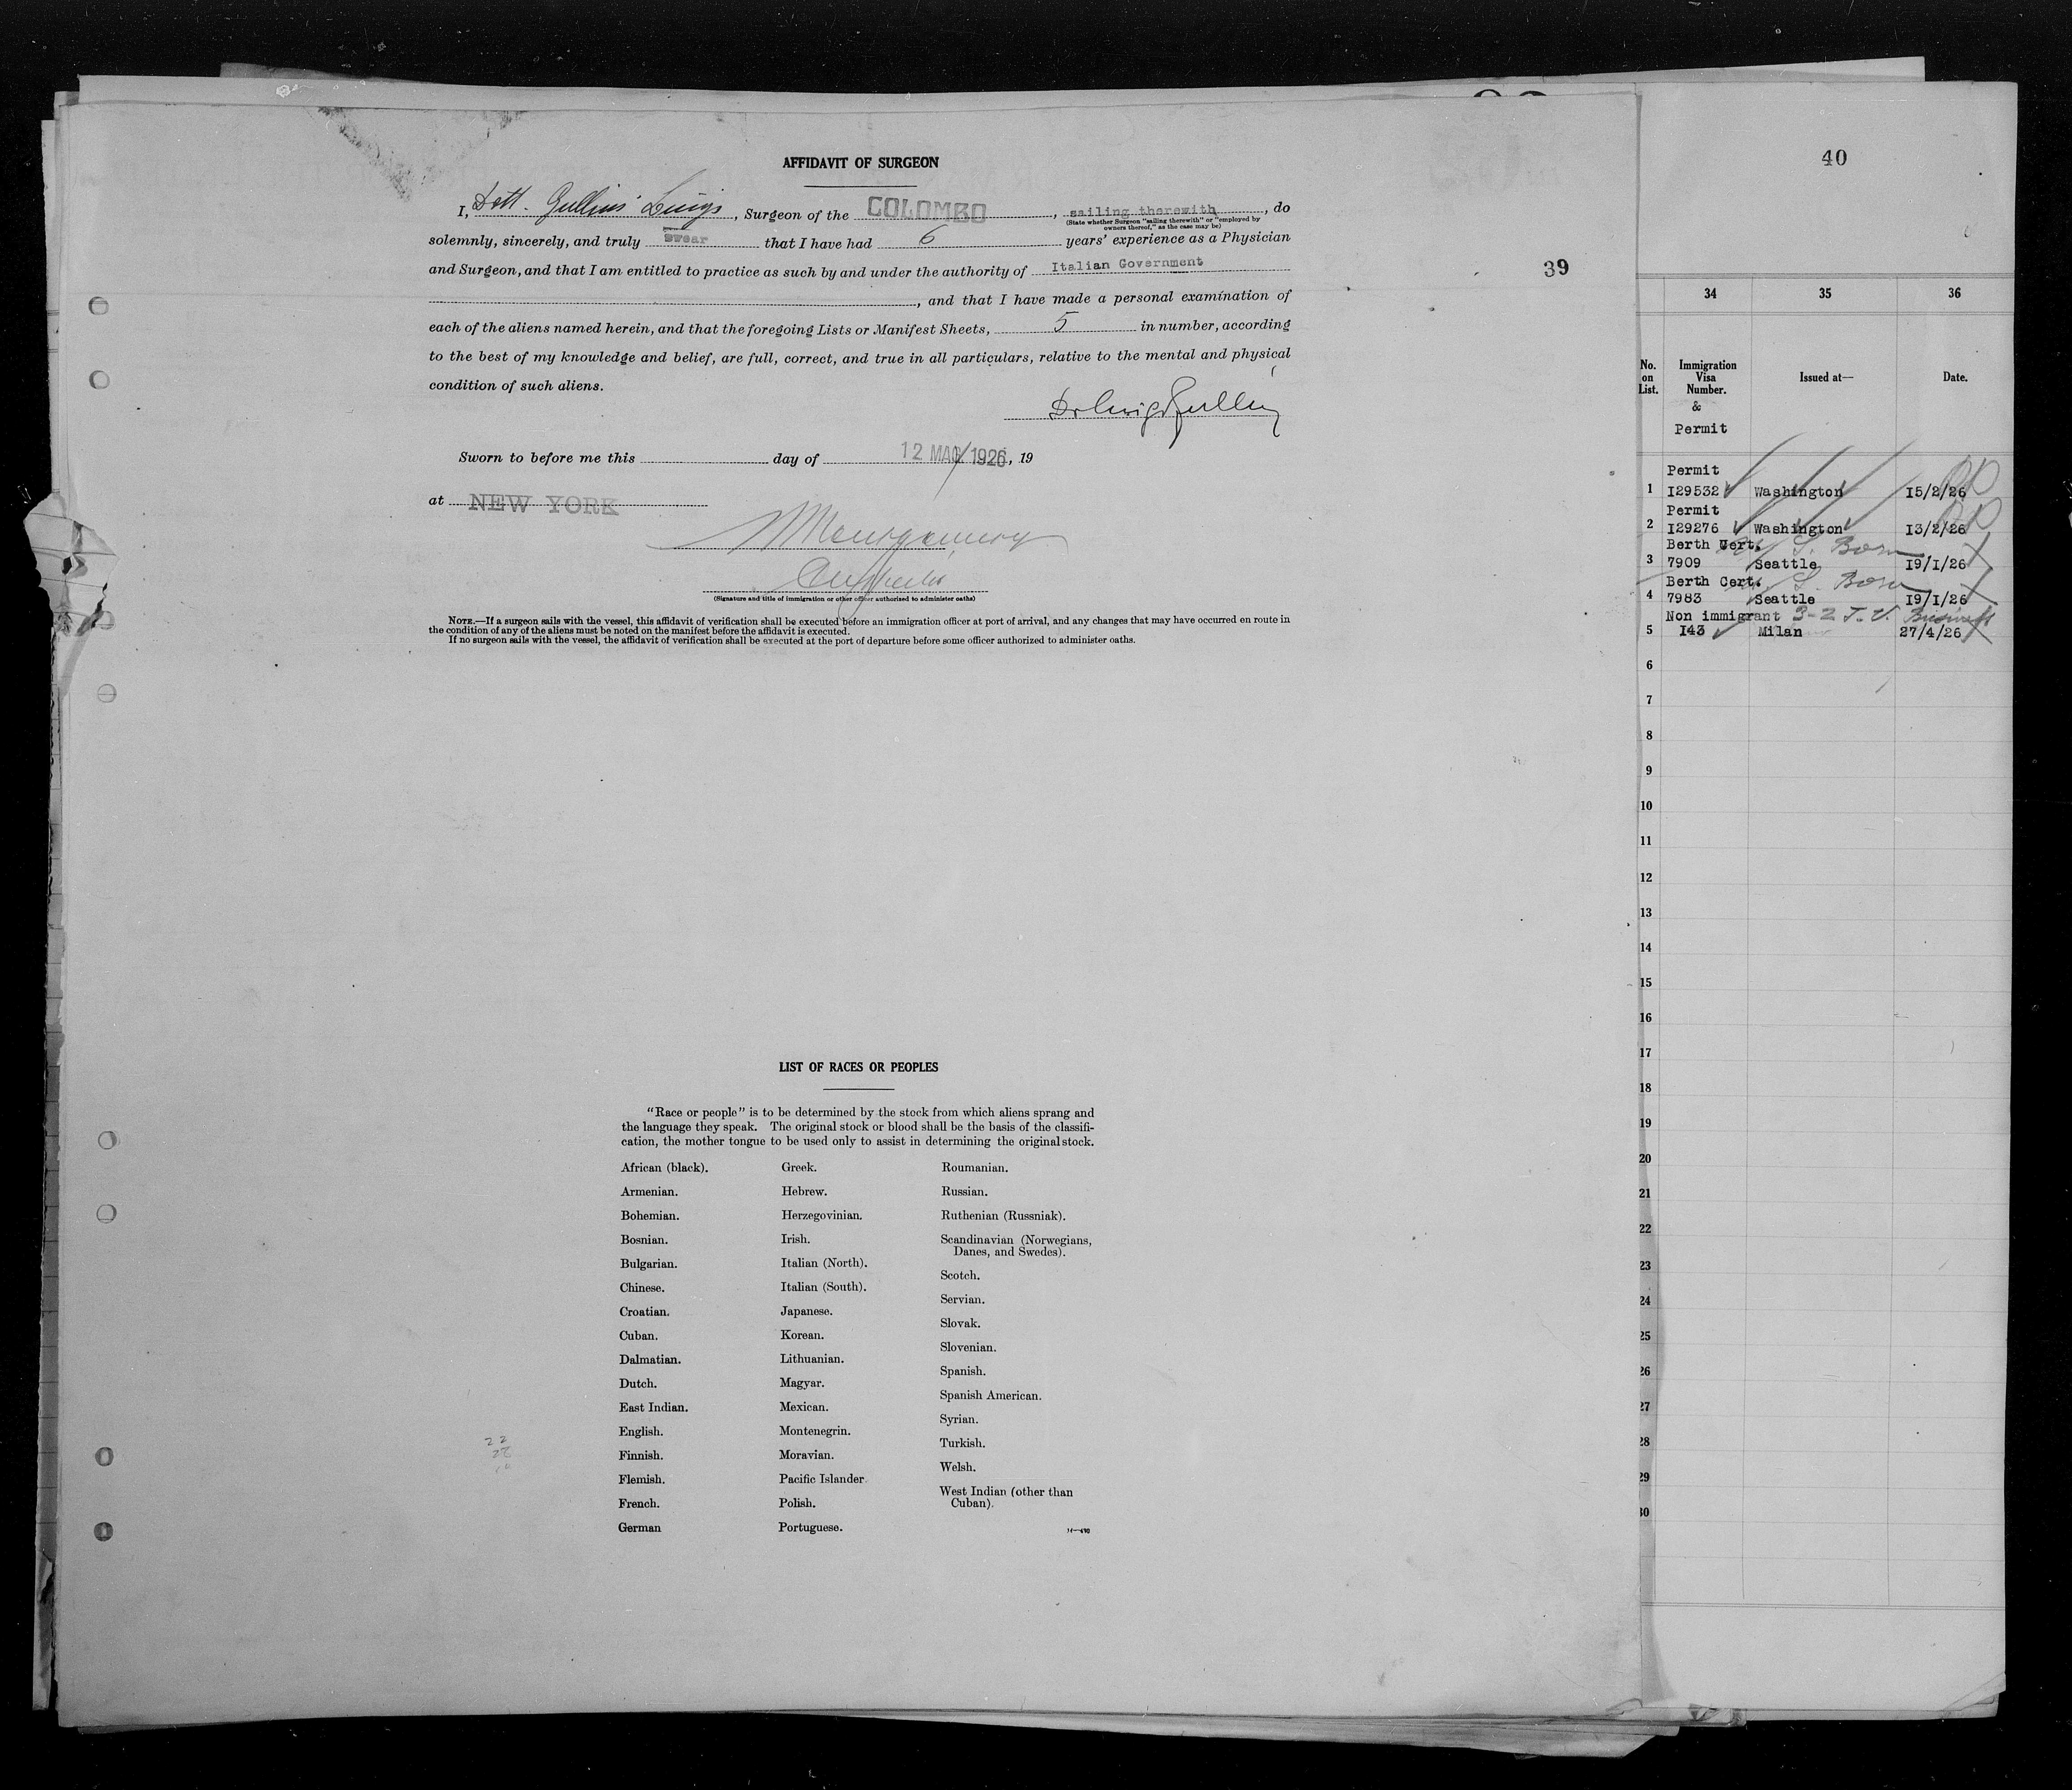 AFFIDAVIT OF SURGEON
I, Dott. Gullini Luigi, Surgeon of the COLOMBO, sailing therewith, do
(State whether Surgeon "sailing therewith" or "employed by
owners thereof," as the case may be)
solemnly, sincerely, and truly swear that I have had 6 years' experience as a Physician
and Surgeon, and that I am entitled to practice as such by and under the authority of Italian Government
, and that I have made a personal examination of
each of the aliens named herein, and that the foregoing Lists or Manifest Sheets, 5 in number, according
to the best of my knowledge and belief, are full, correct, and true in all particulars, relative to the mental and physical
condition of such aliens.
Sworn to before me this day of 12 MAG 1926, 19
at NEW YORK
(Signature and title of immigration or other officer authorized to administer oaths)
NOTE.—If a surgeon sails with the vessel, this affidavit of verification shall be executed before an immigration officer at port of arrival, and any changes that may have occurred en route in
the condition of any of the aliens must be noted on the manifest before the affidavit is executed.
If no surgeon sails with the vessel, the affidavit of verification shall be executed at the port of departure before some officer authorized to administer oaths.
39
LIST OF RACES OR PEOPLES
"Race or people" is to be determined by the stock from which aliens sprang and
the language they speak. The original stock or blood shall be the basis of the classifi-
cation, the mother tongue to be used only to assist in determining the original stock.
African (black).
Armenian.
Bohemian.
Bosnian.
Bulgarian.
Chinese.
Croatian.
Cuban.
Dalmatian.
Dutch.
East Indian.
English.
Finnish.
Flemish.
French.
German
Greek.
Hebrew.
Herzegovinian.
Irish.
Italian (North).
Italian (South).
Japanese.
Korean.
Lithuanian.
Magyar.
Mexican.
Montenegrin.
Moravian.
Pacific Islander.
Polish.
Portuguese.
Roumanian.
Russian.
Ruthenian (Russniak).
Scandinavian (Norwegians,
Danes, and Swedes).
Scotch.
Servian.
Slovak.
Slovenian.
Spanish.
Spanish American.
Syrian.
Turkish.
Welsh.
West Indian (other than
Cuban).
40
34 35 36
No. on List.
Immigration Visa Number. & Permit
Issued at—
Date.
Permit
1 I29532 Washington I5/2/26
Permit
2 I29276 Washington I3/2/26
Berth Cert. S. Born
3 7909 Seattle I9/I/26
Berth Cert. S. Born
4 7983 Seattle I9/I/26
Non immigrant 3-2 T.V.
5 I43 Milan 27/4/26
6
7
8
9
10
11
12
13
14
15
16
17
18
19
20
21
22
23
24
25
26
27
28
29
30